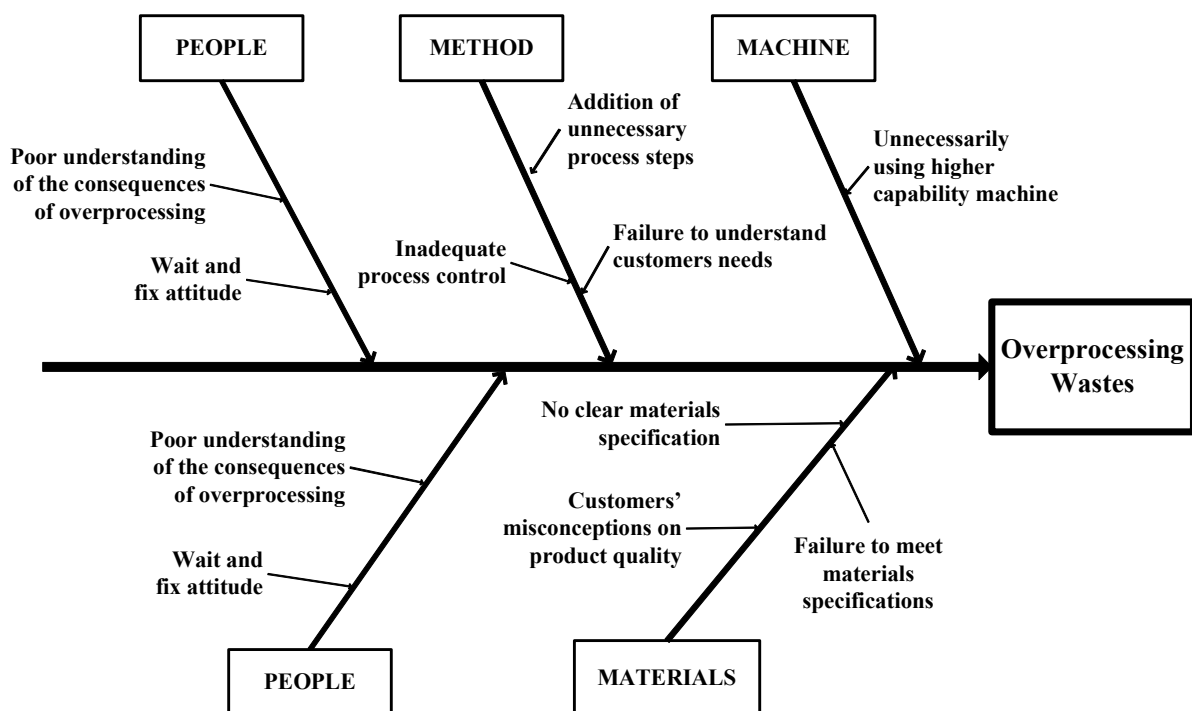 PEOPLE
METHOD
MACHINE
Addition of
unnecessary
process steps
Unnecessarily
using higher
capability machine
Poor understanding
of the consequences
of overprocessing
Inadequate
process control
Failure to understand
customers needs
Wait and
fix attitude
Overprocessing
Wastes
No clear materials
specification
Poor understanding
of the consequences
of overprocessing
Customers’
misconceptions on
product quality
Failure to meet
materials
specifications
Wait and
fix attitude
PEOPLE
MATERIALS